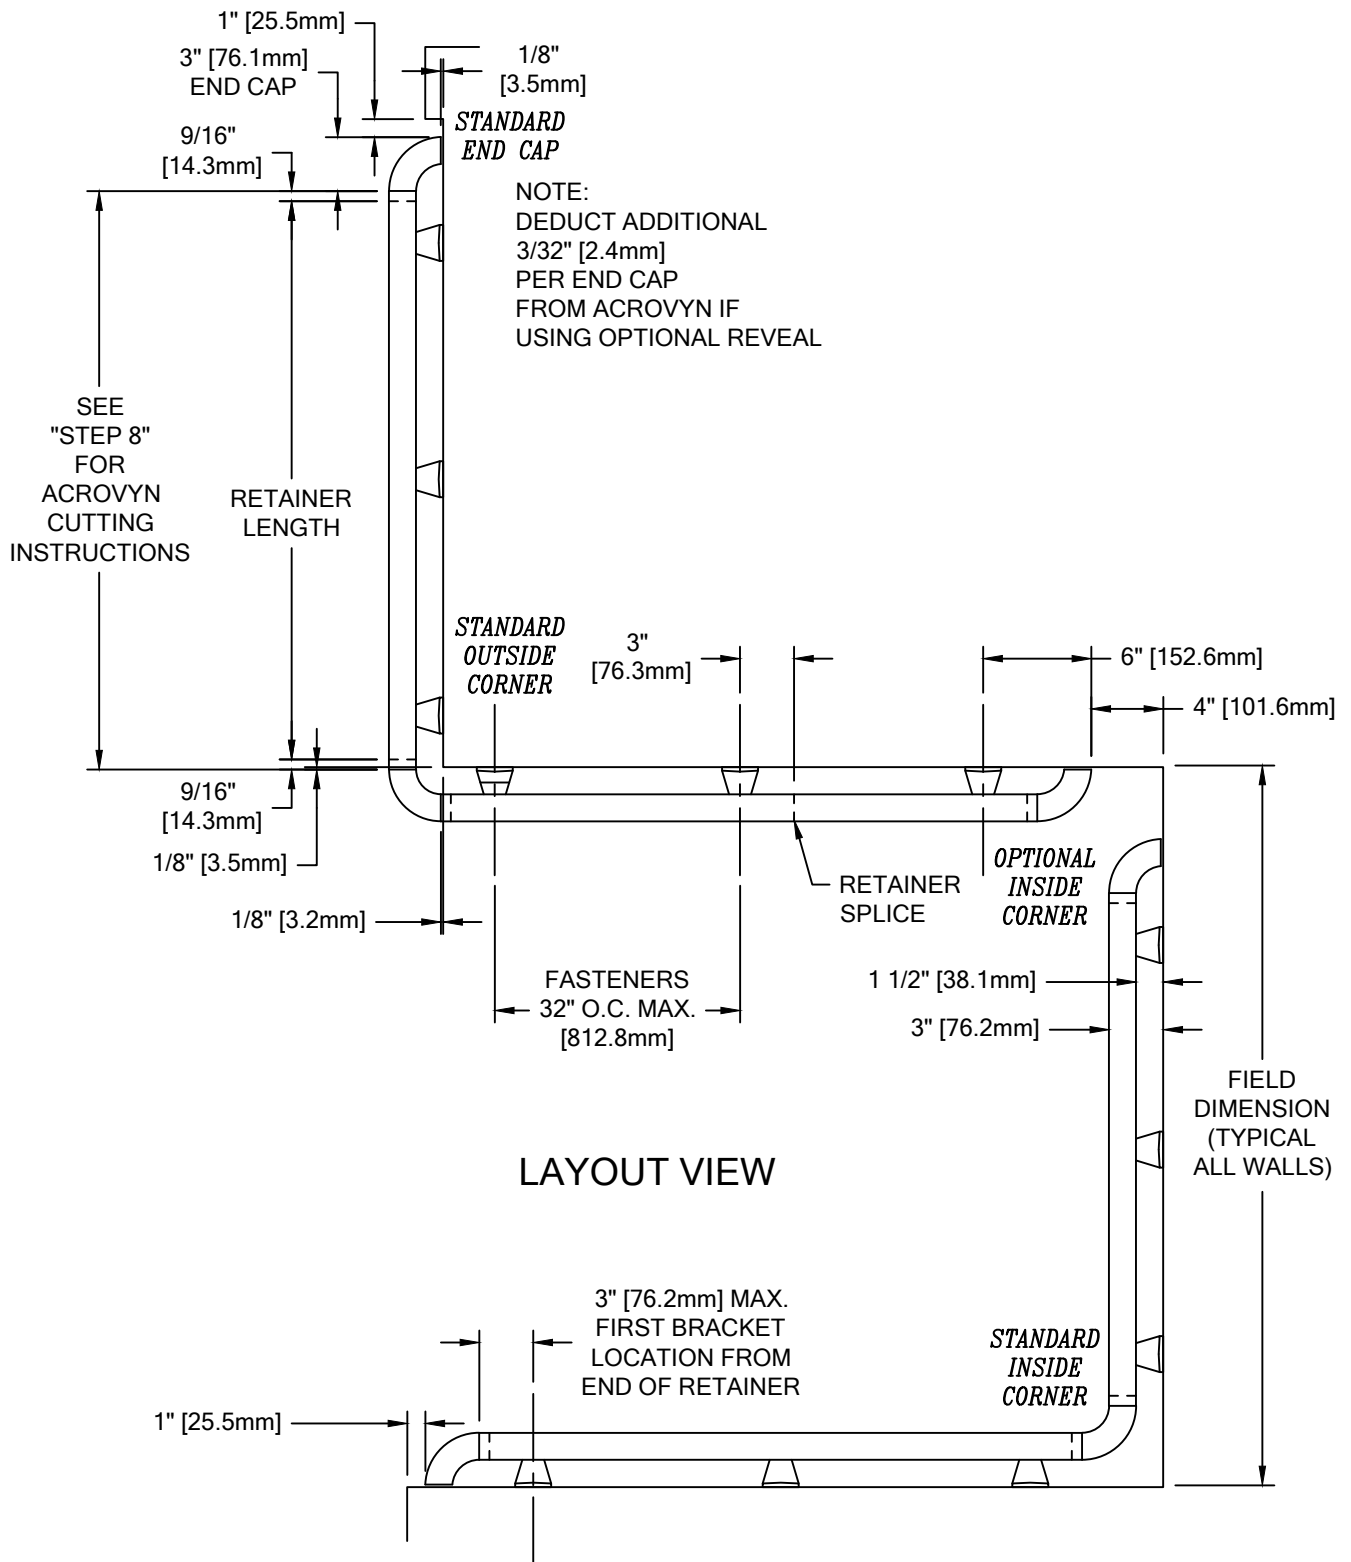 1" [25.5mm]
3" [76.1mm]
END CAP
1/8"
[3.5mm]
9/16"
[14.3mm]
STANDARD
END CAP
NOTE:
DEDUCT ADDITIONAL
3/32" [2.4mm]
PER END CAP
FROM ACROVYN IF
USING OPTIONAL REVEAL
SEE
"STEP 8"
FOR
ACROVYN
CUTTING
INSTRUCTIONS
RETAINER
LENGTH
STANDARD
OUTSIDE
CORNER
3"
[76.3mm]
6" [152.6mm]
4" [101.6mm]
9/16"
[14.3mm]
1/8" [3.5mm]
1/8" [3.2mm]
RETAINER
SPLICE
OPTIONAL
INSIDE
CORNER
FASTENERS
32" O.C. MAX.
[812.8mm]
1 1/2" [38.1mm]
3" [76.2mm]
FIELD
DIMENSION
(TYPICAL
ALL WALLS)
LAYOUT VIEW
3" [76.2mm] MAX.
FIRST BRACKET
LOCATION FROM
END OF RETAINER
STANDARD
INSIDE
CORNER
1" [25.5mm]